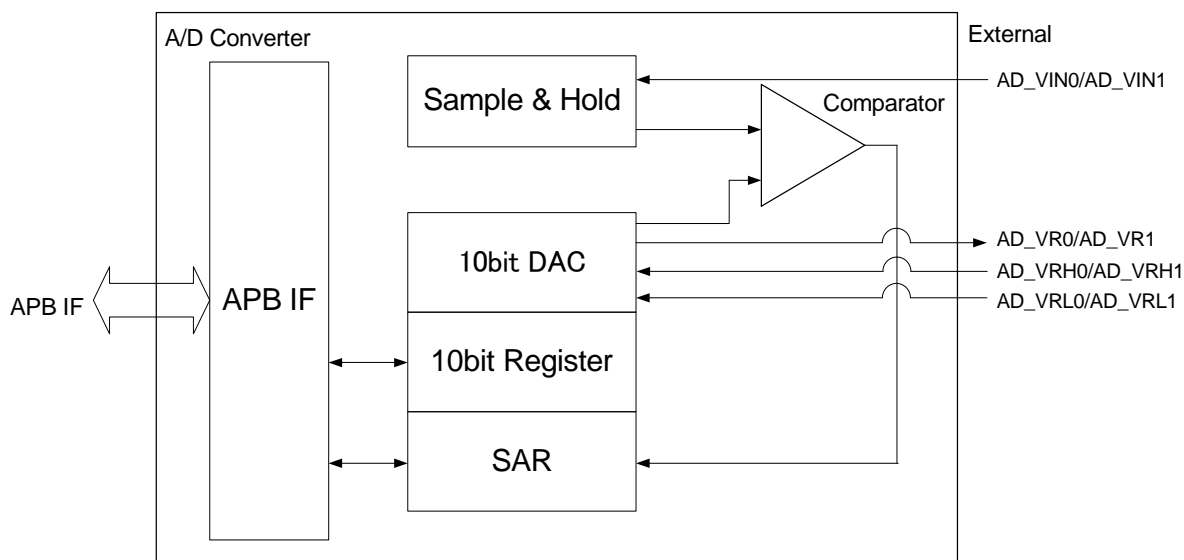 A/D Converter
External
Sample & Hold
AD_VIN0/AD_VIN1
Comparator
10bit DAC
AD_VR0/AD_VR1
AD_VRH0/AD_VRH1
AD_VRL0/AD_VRL1
APB IF
APB IF
10bit Register
SAR